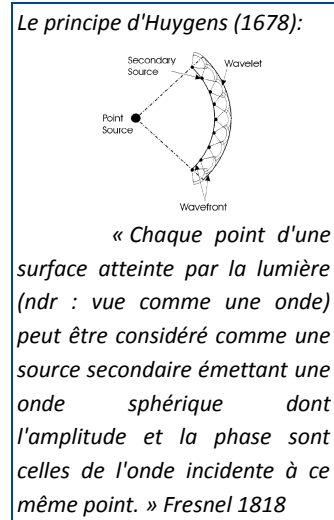 Le principe d'Huygens (1678):
Secondary
Source
Wavelet
Point
Source
Wavefront
« Chaque point d'une
surface atteinte par la lumière
(ndr : vue comme une onde)
peut être considéré comme une
source secondaire émettant une
onde sphérique dont
l'amplitude et la phase sont
celles de l'onde incidente à ce
même point. » Fresnel 1818